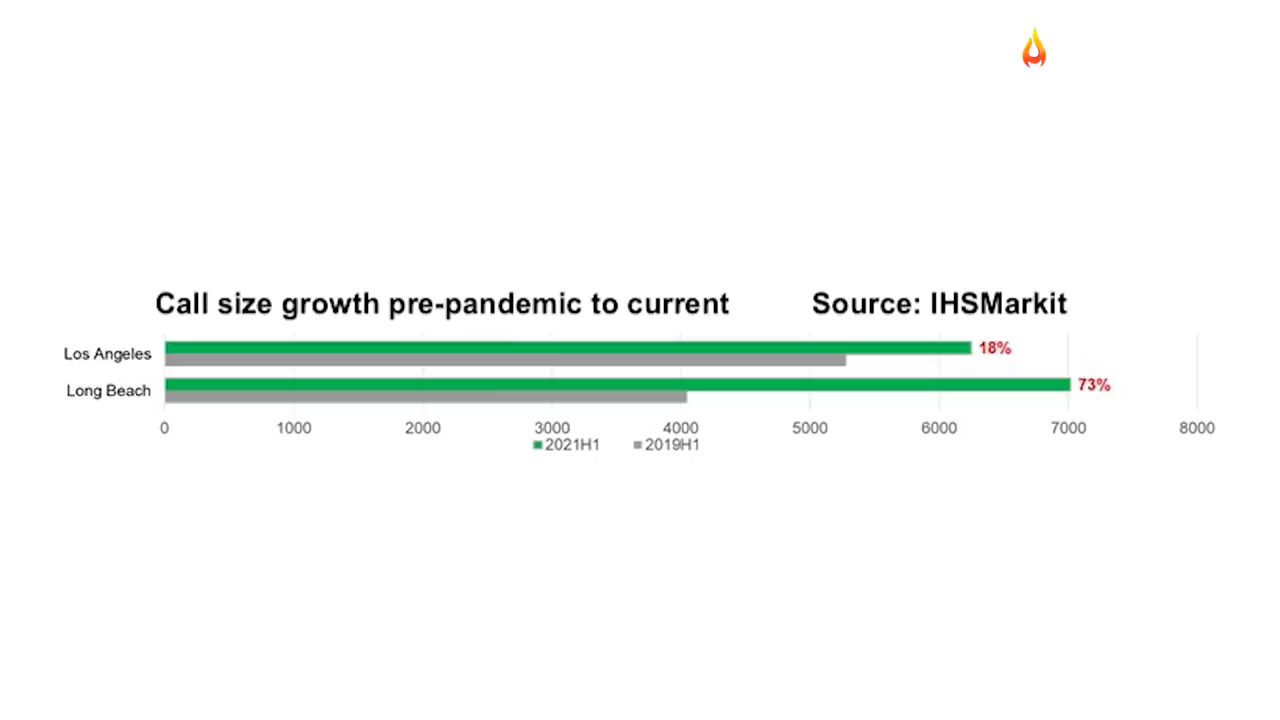 Call size growth pre-pandemic to current Source: IHSMarkit
Los Angeles 18%
Long Beach 73%
0 1000 2000 3000 4000 5000 6000 7000 8000
2021H1 2019H1